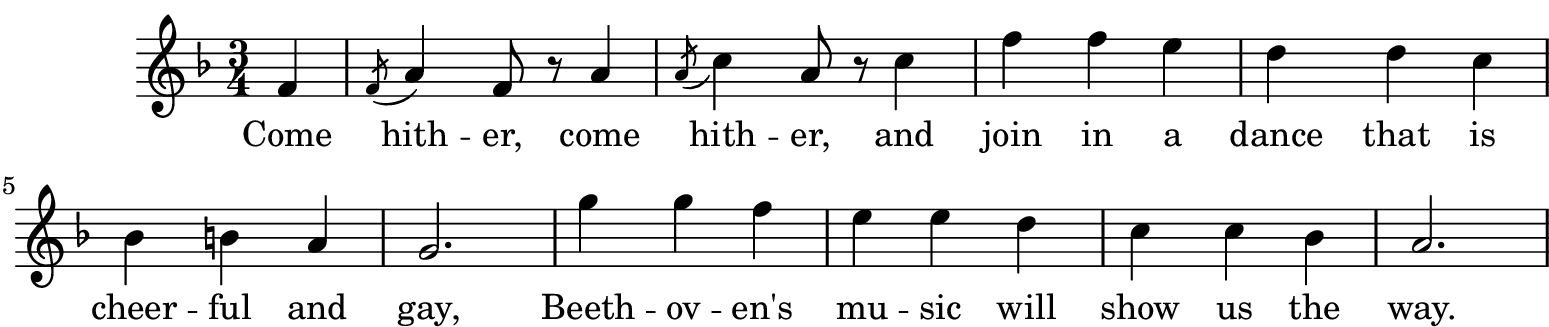 3
4
Come hith - er, come hith - er, and join in a dance that is
5
cheer - ful and gay, Beeth - ov - en's mu - sic will show us the way.